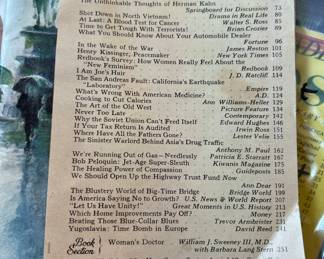 The Unthinkable Thoughts of Herman Kahn
Springboard for Discussion 73
Shot Down in North Vietnam! Drama in Real Life 80
At Last: A Blood Test for Cancer Walter S. Ross 85
Time to Get Tough With Terrorists! Brian Crozier 89
What You Should Know About Your Automobile Dealer
Fortune 96
In the Wake of the War James Reston 101
Henry Kissinger, Peacemaker New York Times 105
Redbook's Survey: How Women Really Feel About the
"New Feminism" Redbook 109
I Am Joe's Hair J. D. Ratcliff 114
The San Andreas Fault: California's Earthquake
"Laboratory" Empire 119
What's Wrong With American Medicine? A.D. 124
Cooking to Cut Calories Ann Williams-Heller 129
Art of the Old West Picture Feature 134
Never Too Late Contemporary 142
Why the Soviet Union Can't Feed Itself Edward Hughes 146
If Your Tax Return Is Audited Irwin Ross 151
Where Have All the Fathers Gone? Lester Velie 155
The Sinister Warlord Behind Asia's Drug Traffic
Anthony M. Paul 162
We're Running Out of Gas—Needlessly Patricia E. Starratt 167
Bob Peloquin: Jet-Age Super-Sleuth Kiwanis Magazine 175
The Healing Power of Compassion Guideposts 185
We Should Open Up the Highway Trust Fund Now
Ann Dear 191
The Blustery World of Big-Time Bridge Bridge World 199
Is America Saying No to Growth? U.S. News & World Report 207
"Let Us Have Unity!" Great Moments in U.S. History 213
Which Home Improvements Pay Off? Money 217
Beating Those Blue-Collar Blues Trevor Armbrister 231
Yugoslavia: Time Bomb in Europe David Reed 241
Book
Section
Woman's Doctor William J. Sweeney III, M.D.,
with Barbara Lang Stern 251